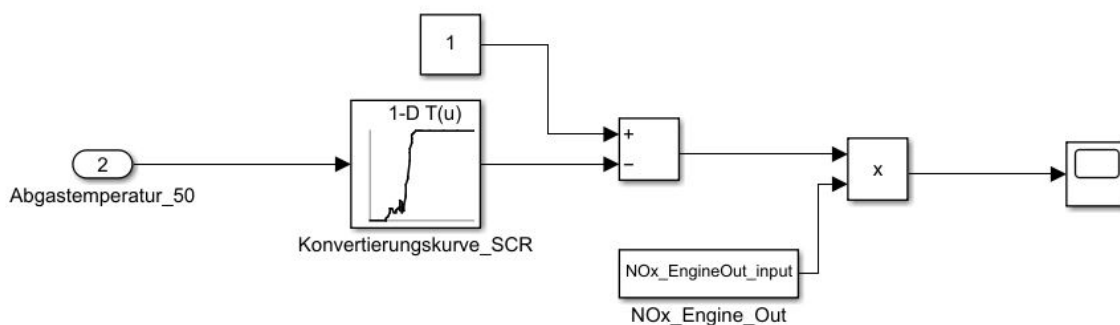 1
1-D T(u)
2
Abgastemperatur_50
Konvertierungskurve_SCR
+
−
x
NOx_EngineOut_input
NOx_Engine_Out